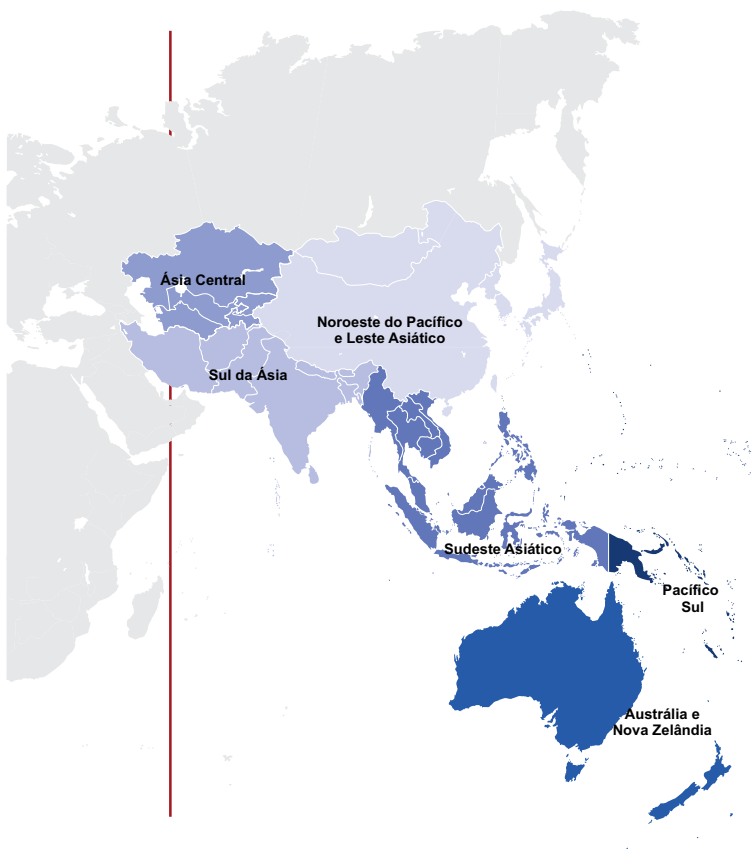 Ásia Central
Noroeste do Pacífico
e Leste Asiático
Sul da Ásia
Sudeste Asiático
Pacífico
Sul
Austrália e
Nova Zelândia